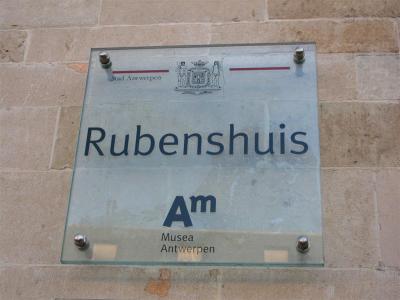 Stad Antwerpen
Rubenshuis
Am
Musea
Antwerpen